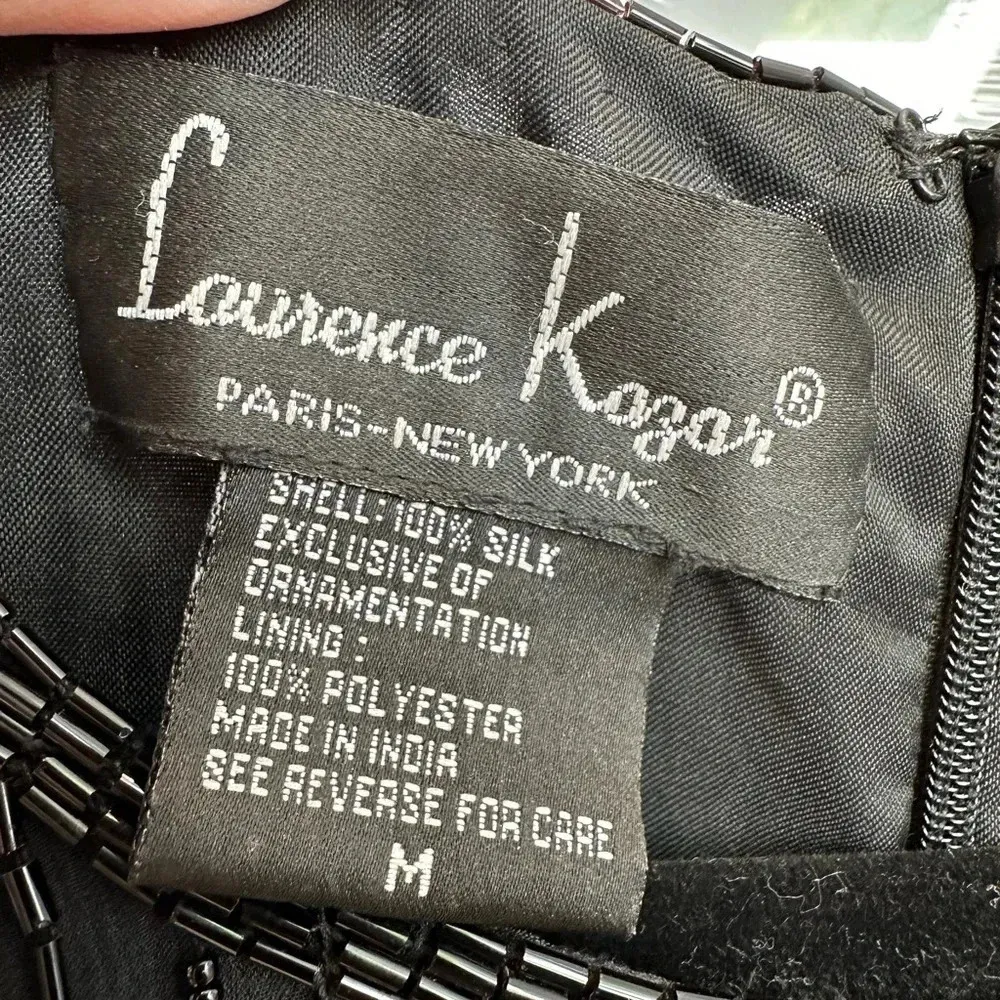 Lawrence Kazar®
PARIS-NEW YORK
SHELL: 100% SILK
EXCLUSIVE OF
ORNAMENTATION
LINING :
100% POLYESTER
MADE IN INDIA
SEE REVERSE FOR CARE
M